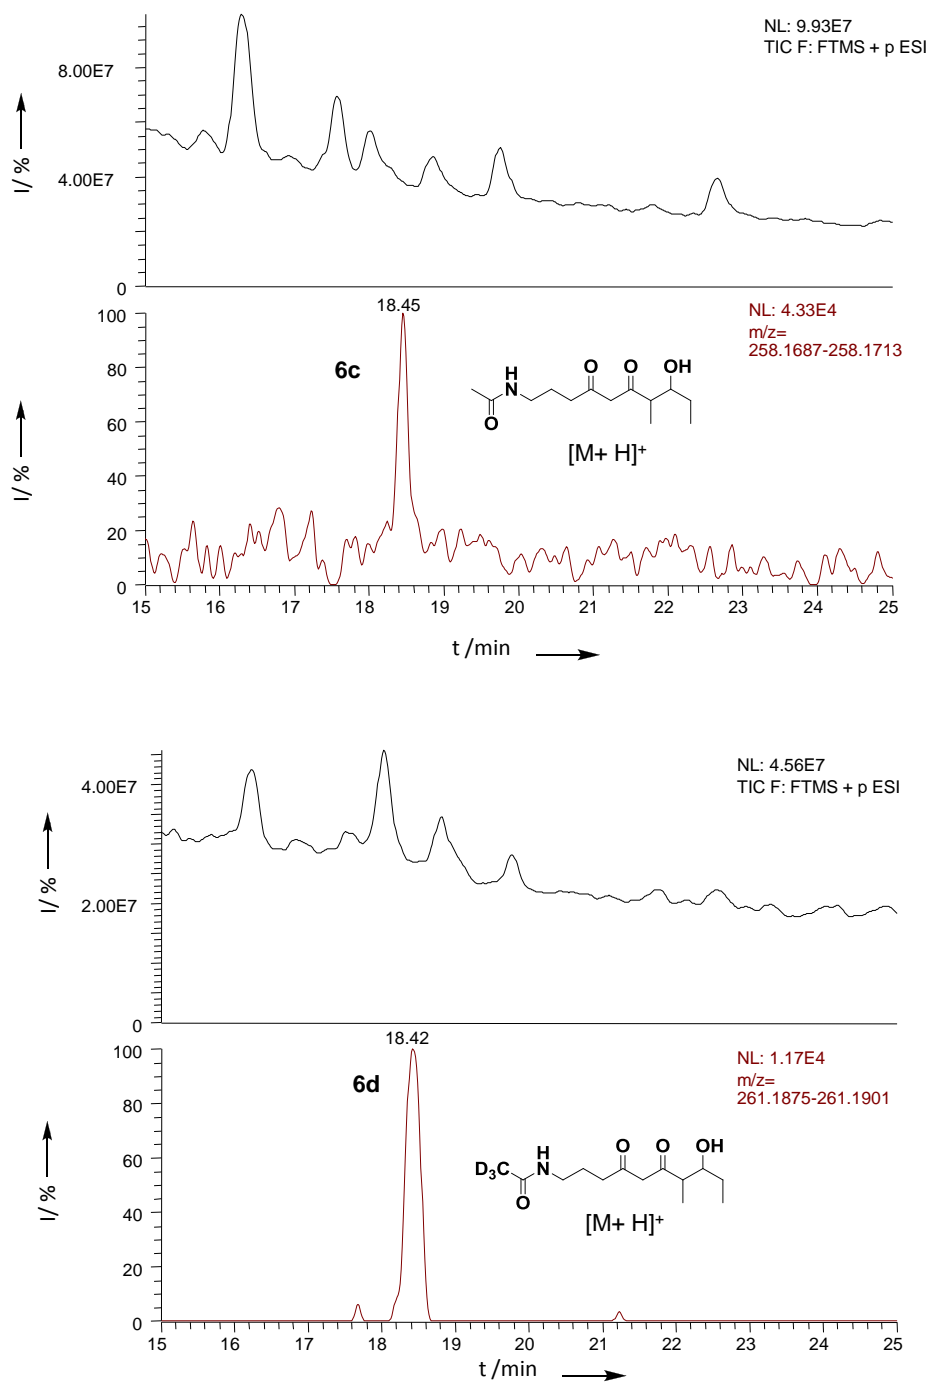 NL: 9.93E7
TIC F: FTMS + p ESI
8.00E7
4.00E7
0
I/ %
18.45
NL: 4.33E4
m/z=
258.1687-258.1713
6c
O O OH
H
N
O
[M+ H]+
100
80
60
40
20
0
I/ %
15 16 17 18 19 20 21 22 23 24 25
t /min
NL: 4.56E7
TIC F: FTMS + p ESI
4.00E7
2.00E7
0
I/ %
18.42
NL: 1.17E4
m/z=
261.1875-261.1901
6d
O O OH
H
D3C N
O
[M+ H]+
100
80
60
40
20
0
I/ %
15 16 17 18 19 20 21 22 23 24 25
t /min